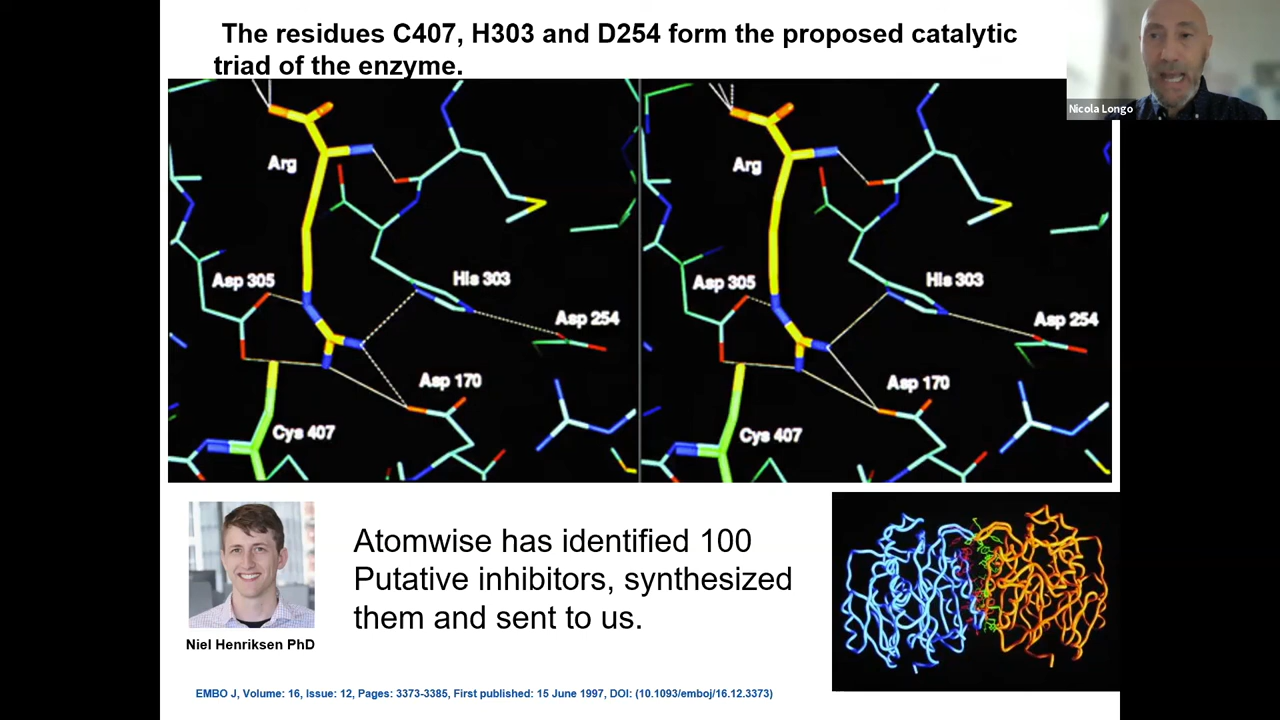 The residues C407, H303 and D254 form the proposed catalytic
triad of the enzyme.
Nicola Longo
Arg
Arg
Asp 305
His 303
Asp 254
Asp 305
His 303
Asp 254
Asp 170
Asp 170
Cys 407
Cys 407
Atomwise has identified 100
Putative inhibitors, synthesized
them and sent to us.
Niel Henriksen PhD
EMBO J, Volume: 16, Issue: 12, Pages: 3373-3385, First published: 15 June 1997, DOI: (10.1093/emboj/16.12.3373)